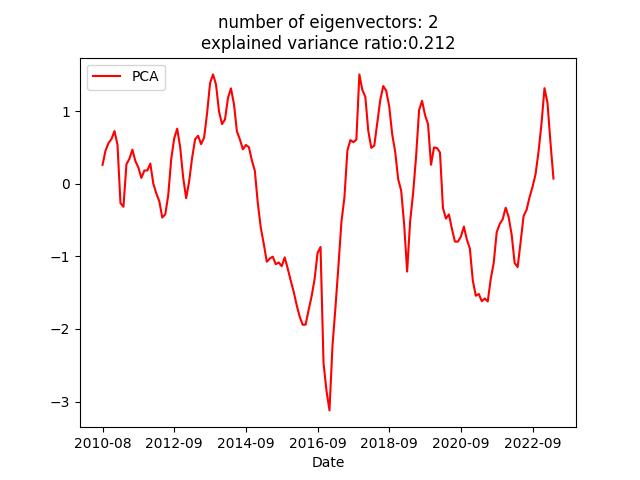 number of eigenvectors: 2
explained variance ratio:0.212
PCA
1
0
−1
−2
−3
2010-08 2012-09 2014-09 2016-09 2018-09 2020-09 2022-09
Date